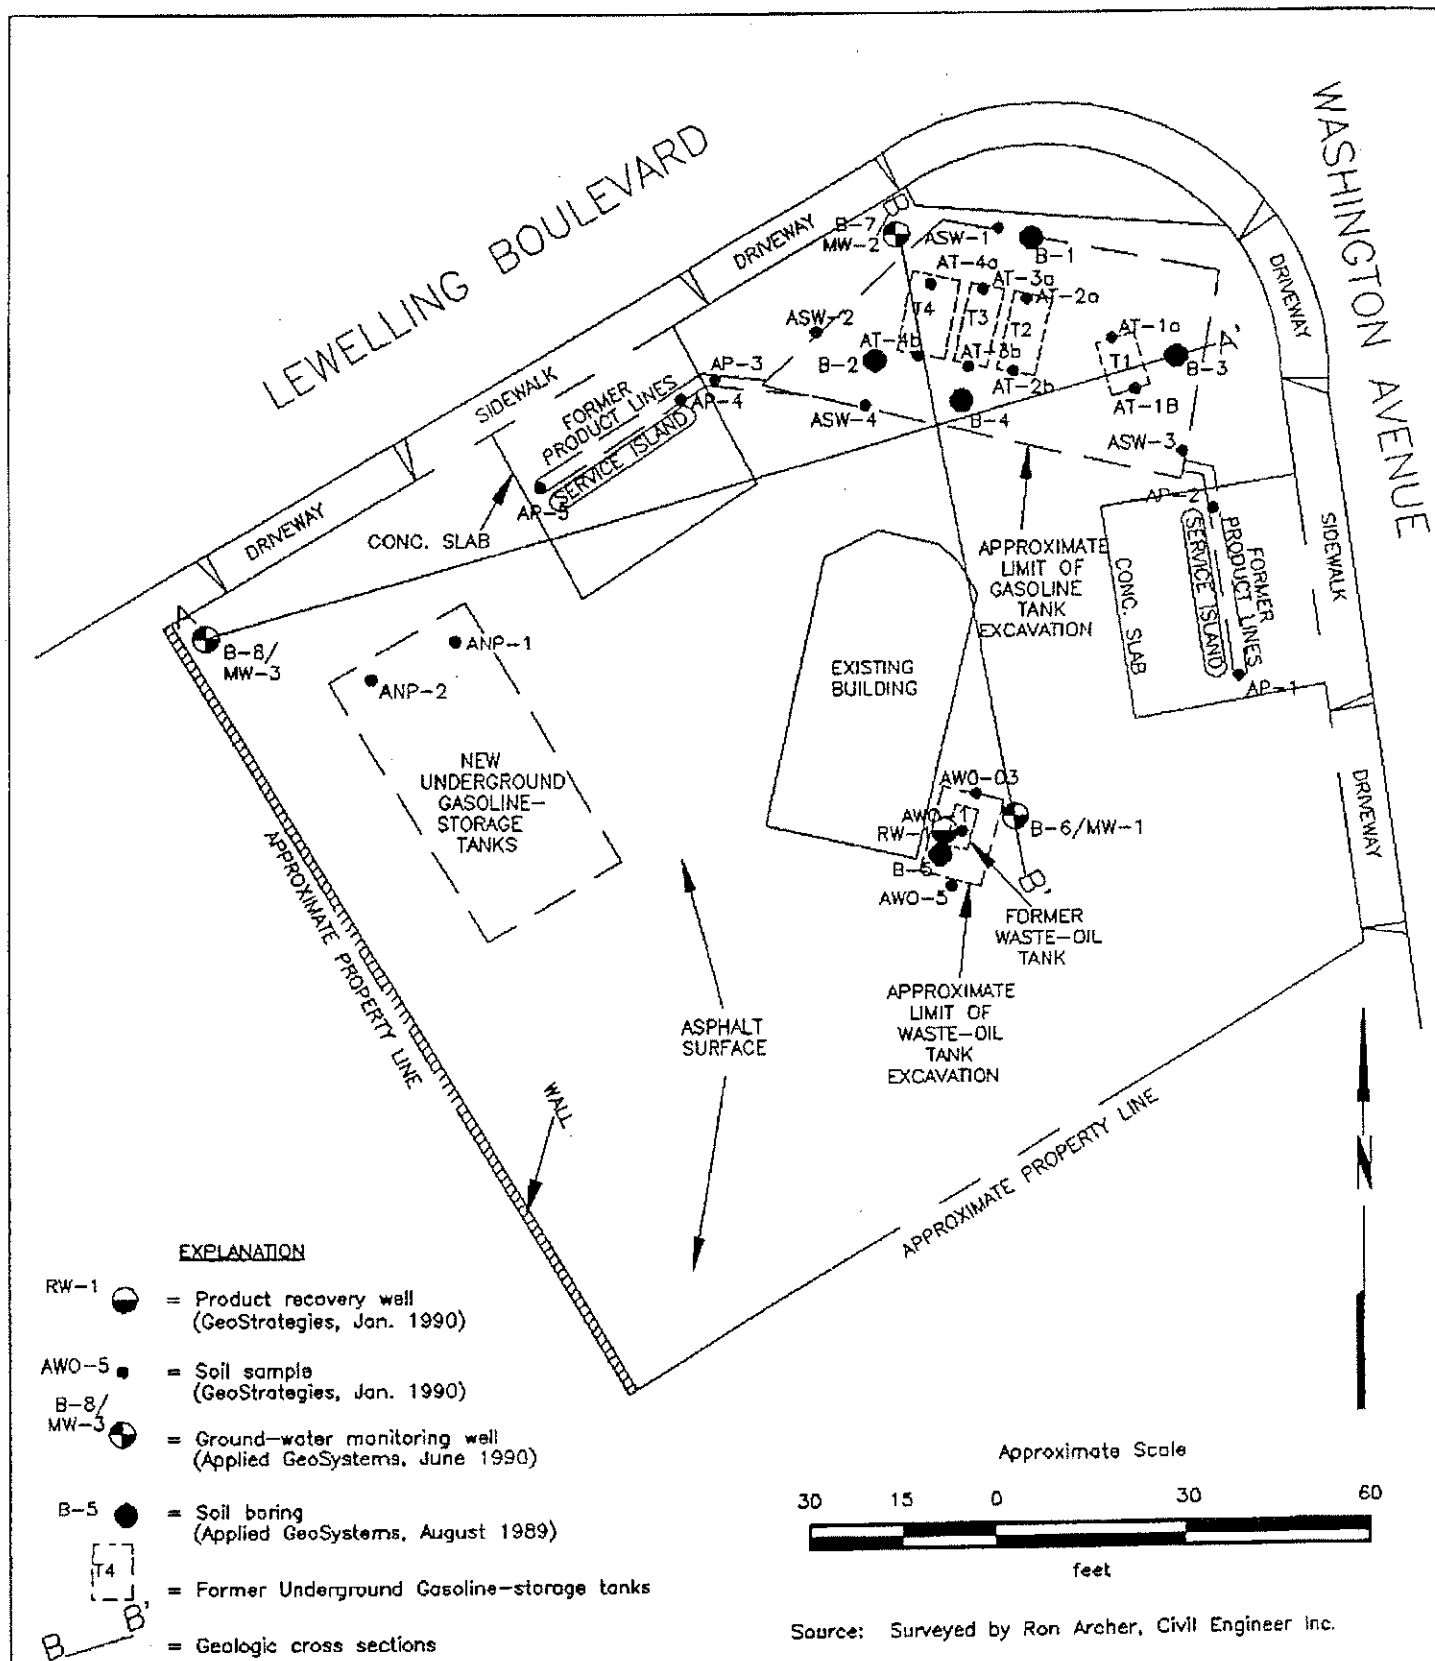 LEWELLING BOULEVARD
WASHINGTON AVENUE
DRIVEWAY
SIDEWALK
DRIVEWAY
DRIVEWAY
SIDEWALK
DRIVEWAY
B
B-7
MW-2
ASW-1
B-1
AT-4a
AT-3a
AT-2a
T4
T3
T2
ASW-2
AT-4b
B-2
AT-3b
AT-2b
AT-1a
T1
A'
B-3
AT-1B
AP-3
AP-4
ASW-4
B-4
ASW-3
FORMER
PRODUCT LINES
SERVICE ISLAND
AP-5
CONC. SLAB
AP-2
FORMER
PRODUCT LINES
SERVICE ISLAND
CONC. SLAB
AP-1
APPROXIMATE
LIMIT OF
GASOLINE
TANK
EXCAVATION
A
B-8/
MW-3
ANP-1
ANP-2
NEW
UNDERGROUND
GASOLINE-
STORAGE
TANKS
EXISTING
BUILDING
AWO-03
AWO-1
RW-1
B-6/MW-1
B-5
AWO-5
B'
FORMER
WASTE-OIL
TANK
APPROXIMATE
LIMIT OF
WASTE-OIL
TANK
EXCAVATION
ASPHALT
SURFACE
APPROXIMATE PROPERTY LINE
WALL
APPROXIMATE PROPERTY LINE
EXPLANATION
RW-1 = Product recovery well
(GeoStrategies, Jan. 1990)
AWO-5 = Soil sample
(GeoStrategies, Jan. 1990)
B-8/
MW-3 = Ground-water monitoring well
(Applied GeoSystems, June 1990)
B-5 = Soil boring
(Applied GeoSystems, August 1989)
T4 = Former Underground Gasoline-storage tanks
B B' = Geologic cross sections
Approximate Scale
30 15 0 30 60
feet
Source: Surveyed by Ron Archer, Civil Engineer Inc.